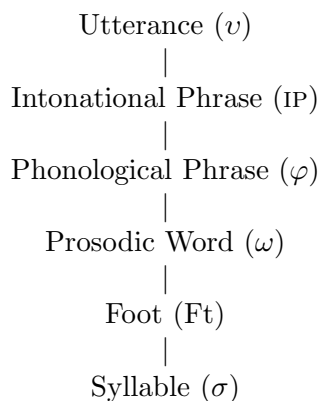 Utterance (υ)
Intonational Phrase (IP)
Phonological Phrase (φ)
Prosodic Word (ω)
Foot (Ft)
Syllable (σ)